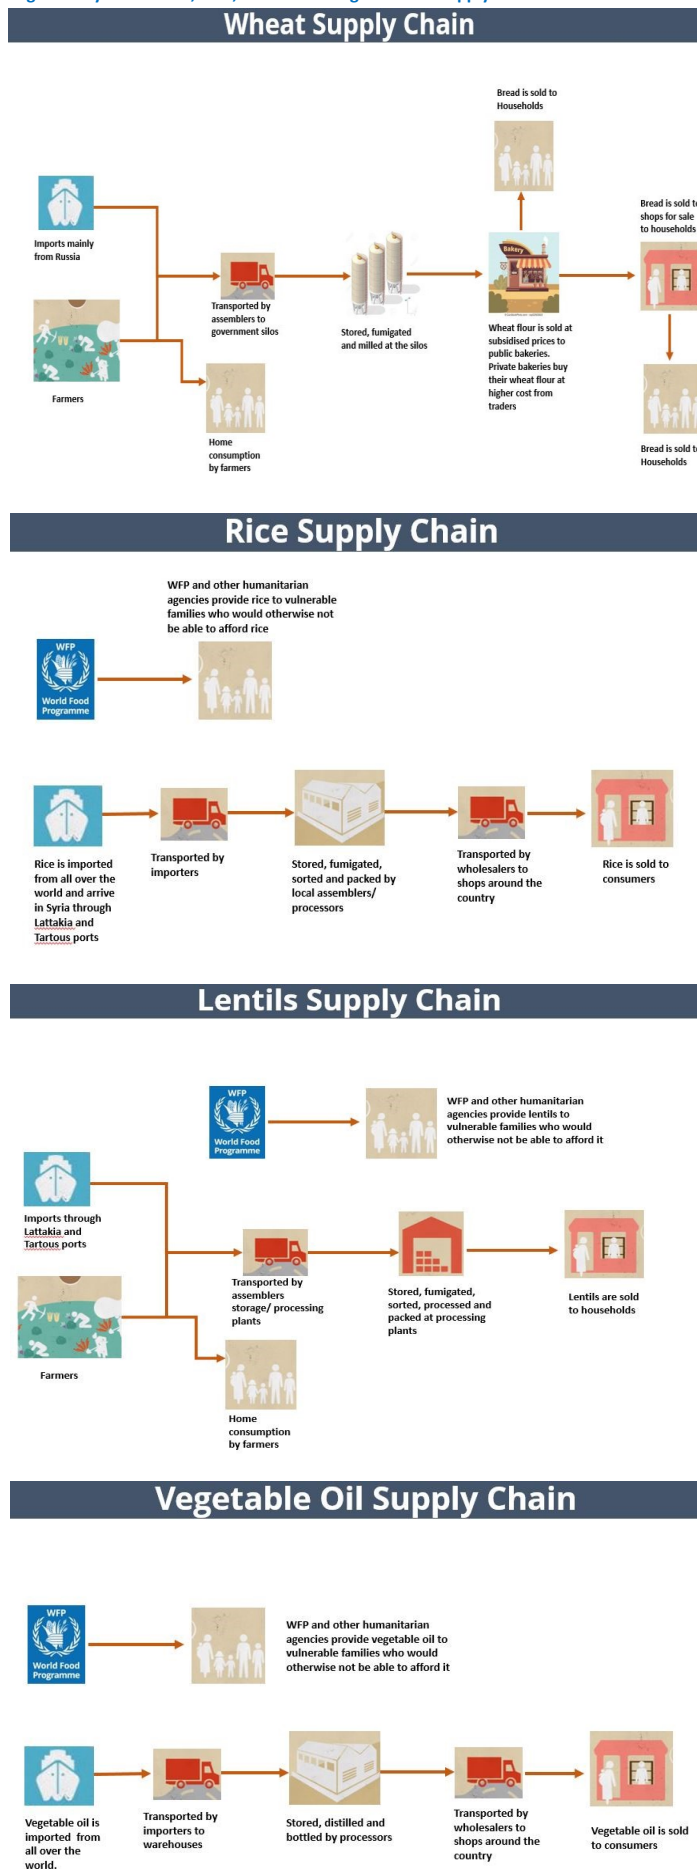 Wheat Supply Chain
Bread is sold to
Households
Imports mainly
from Russia
Farmers
Transported by
assemblers to
government silos
Home
consumption
by farmers
Stored, fumigated
and milled at the silos
Bakery
Wheat flour is sold at
subsidised prices to
public bakeries.
Private bakeries buy
their wheat flour at
higher cost from
traders
Bread is sold to
shops for sale
to households
Bread is sold to
Households
Rice Supply Chain
WFP and other humanitarian
agencies provide rice to vulnerable
families who would otherwise not
be able to afford rice
WFP
World Food
Programme
Rice is imported
from all over the
world and arrive
in Syria through
Lattakia and
Tartous ports
Transported by
importers
Stored, fumigated,
sorted and packed by
local assemblers/
processors
Transported by
wholesalers to
shops around the
country
Rice is sold to
consumers
Lentils Supply Chain
WFP
World Food
Programme
WFP and other humanitarian
agencies provide lentils to
vulnerable families who would
otherwise not be able to afford it
Imports through
Lattakia and
Tartous ports
Farmers
Transported by
assemblers
storage/ processing
plants
Home
consumption
by farmers
Stored, fumigated,
sorted, processed and
packed at processing
plants
Lentils are sold
to households
Vegetable Oil Supply Chain
WFP
World Food
Programme
WFP and other humanitarian
agencies provide vegetable oil to
vulnerable families who would
otherwise not be able to afford it
Vegetable oil is
imported from
all over the
world.
Transported by
importers to
warehouses
Stored, distilled and
bottled by processors
Transported by
wholesalers to
shops around the
country
Vegetable oil is sold
to consumers